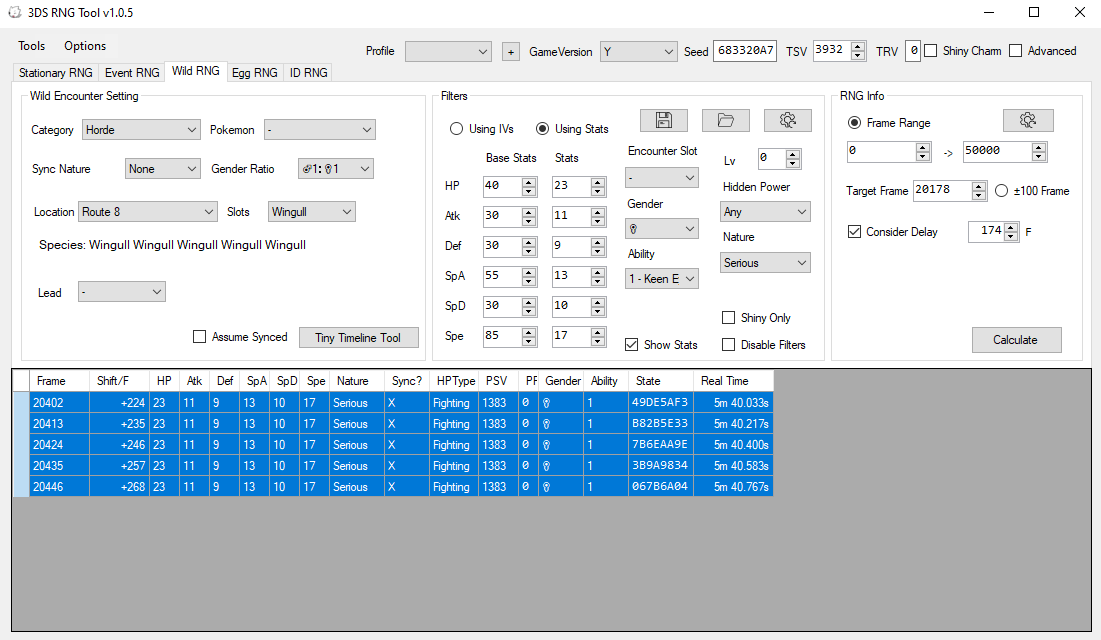 3DS RNG Tool v1.0.5
Tools Options
Profile + GameVersion Y Seed 683320A7 TSV 3932 TRV 0 Shiny Charm Advanced
Stationary RNG Event RNG Wild RNG Egg RNG ID RNG
Wild Encounter Setting
Category Horde Pokemon -
Sync Nature None Gender Ratio ♂1: ♀1
Location Route 8 Slots Wingull
Species: Wingull Wingull Wingull Wingull Wingull
Lead -
Assume Synced Tiny Timeline Tool
Filters
Using IVs Using Stats
Base Stats Stats
HP 40 23
Atk 30 11
Def 30 9
SpA 55 13
SpD 30 10
Spe 85 17
Encounter Slot
-
Gender
♀
Ability
1 - Keen E
Show Stats
Lv 0
Hidden Power
Any
Nature
Serious
Shiny Only
Disable Filters
RNG Info
Frame Range
0 -> 50000
Target Frame 20178 ±100 Frame
Consider Delay 174 F
Calculate
Frame Shift/F HP Atk Def SpA SpD Spe Nature Sync? HPType PSV PF Gender Ability State Real Time
20402 +224 23 11 9 13 10 17 Serious X Fighting 1383 0 ♀ 1 49DE5AF3 5m 40.033s
20413 +235 23 11 9 13 10 17 Serious X Fighting 1383 0 ♀ 1 B82B5E33 5m 40.217s
20424 +246 23 11 9 13 10 17 Serious X Fighting 1383 0 ♀ 1 7B6EAA9E 5m 40.400s
20435 +257 23 11 9 13 10 17 Serious X Fighting 1383 0 ♀ 1 3B9A9834 5m 40.583s
20446 +268 23 11 9 13 10 17 Serious X Fighting 1383 0 ♀ 1 067B6A04 5m 40.767s